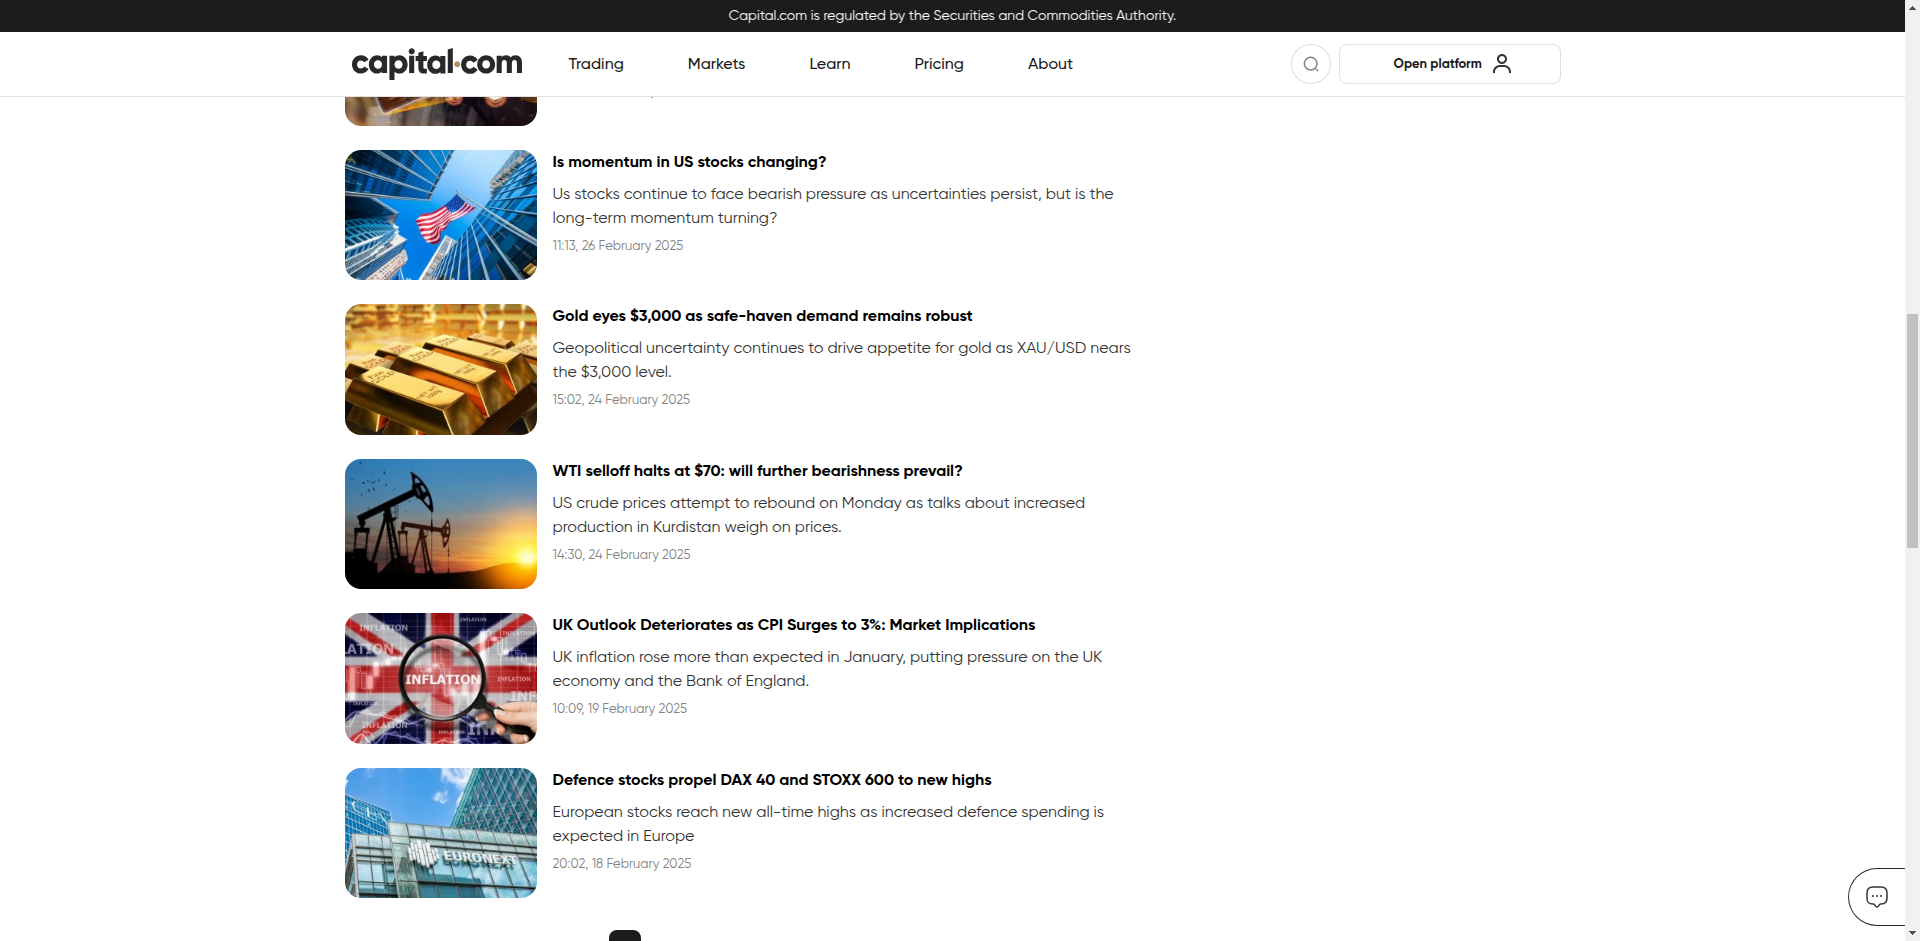 Capital.com is regulated by the Securities and Commodities Authority.
capital.com
Trading
Markets
Learn
Pricing
About
Open platform
Is momentum in US stocks changing?
Us stocks continue to face bearish pressure as uncertainties persist, but is the
long-term momentum turning?
11:13, 26 February 2025
Gold eyes $3,000 as safe-haven demand remains robust
Geopolitical uncertainty continues to drive appetite for gold as XAU/USD nears
the $3,000 level.
15:02, 24 February 2025
WTI selloff halts at $70: will further bearishness prevail?
US crude prices attempt to rebound on Monday as talks about increased
production in Kurdistan weigh on prices.
14:30, 24 February 2025
INFLATION
UK Outlook Deteriorates as CPI Surges to 3%: Market Implications
UK inflation rose more than expected in January, putting pressure on the UK
economy and the Bank of England.
10:09, 19 February 2025
EURONEXT
Defence stocks propel DAX 40 and STOXX 600 to new highs
European stocks reach new all-time highs as increased defence spending is
expected in Europe
20:02, 18 February 2025